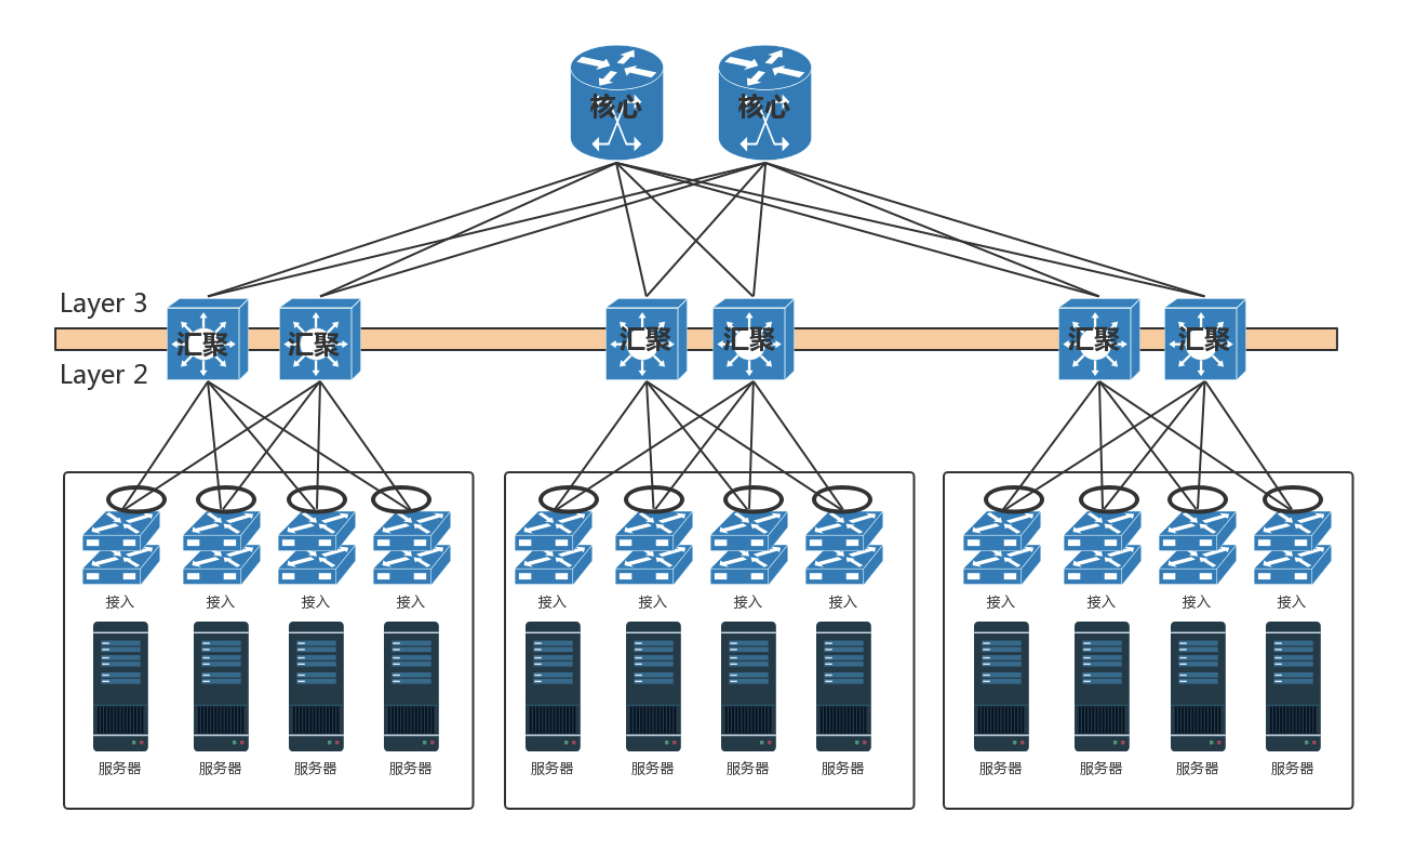 核心 核心
Layer 3
汇聚 汇聚 汇聚 汇聚 汇聚 汇聚
Layer 2
接入 接入 接入 接入 接入 接入 接入 接入 接入 接入 接入 接入
服务器 服务器 服务器 服务器 服务器 服务器 服务器 服务器 服务器 服务器 服务器 服务器